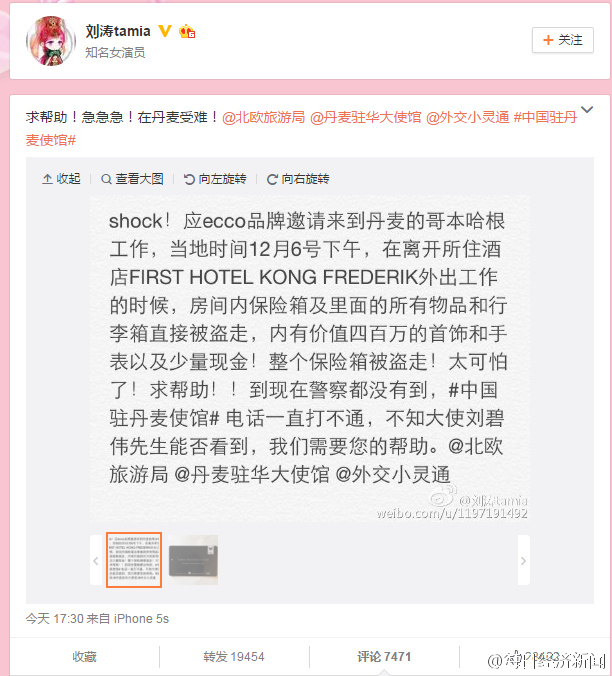 刘涛tamia
知名女演员
+ 关注
求帮助！急急急！在丹麦受难！@北欧旅游局 @丹麦驻华大使馆 @外交小灵通 #中国驻丹
麦使馆#
收起 查看大图 向左旋转 向右旋转
shock！应ecco品牌邀请来到丹麦的哥本哈根
工作，当地时间12月6号下午，在离开所住酒
店FIRST HOTEL KONG FREDERIK外出工作
的时候，房间内保险箱及里面的所有物品和行
李箱直接被盗走，内有价值四百万的首饰和手
表以及少量现金！整个保险箱被盗走！太可怕
了！求帮助！！到现在警察都没有到，#中国
驻丹麦使馆# 电话一直打不通，不知大使刘碧
伟先生能否看到，我们需要您的帮助。@北欧
旅游局 @丹麦驻华大使馆 @外交小灵通
@刘涛tamia
weibo.com/u/1197191492
今天 17:30 来自 iPhone 5s
收藏 转发 19454 评论 7471